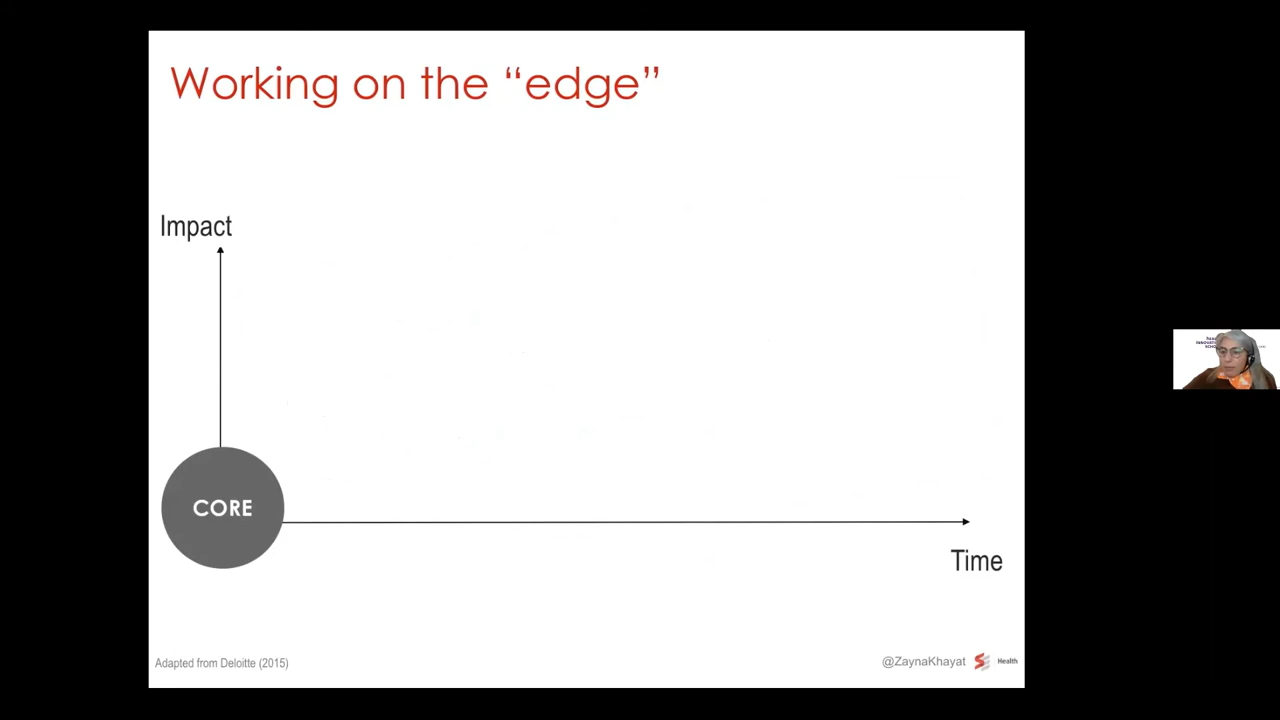 Working on the “edge”
Impact
CORE
Time
Adapted from Deloitte (2015)
@ZaynaKhayat
Health